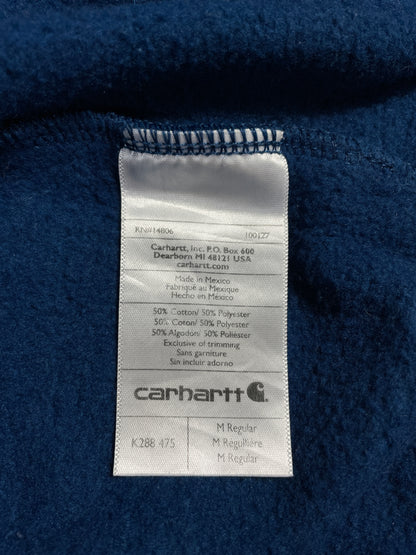 RN#14806 100127
Carhartt, Inc. P.O. Box 600
Dearborn MI 48121 USA
carhartt.com
Made in Mexico
Fabriqué au Mexique
Hecho en Mexico
50% Cotton/ 50% Polyester
50% Coton/ 50% Polyester
50% Algodon/ 50% Poliéster
Exclusive of trimming
Sans garniture
Sin incluir adorno
carhartt
K288 475
M Regular
M Régulliere
M Regular